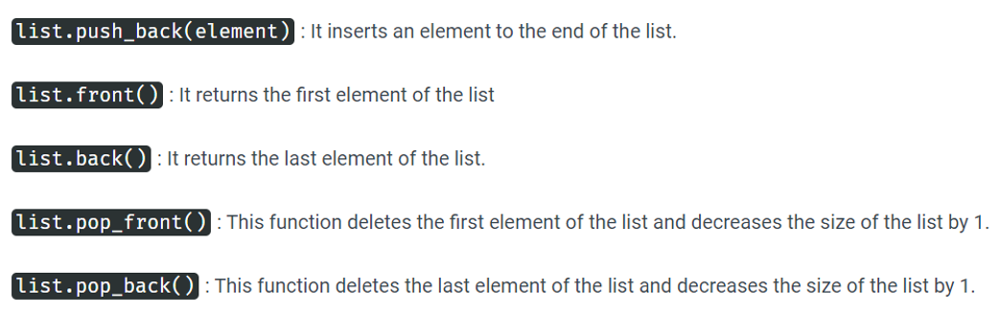 list.push_back(element) : It inserts an element to the end of the list.
list.front() : It returns the first element of the list
list.back() : It returns the last element of the list.
list.pop_front() : This function deletes the first element of the list and decreases the size of the list by 1.
list.pop_back() : This function deletes the last element of the list and decreases the size of the list by 1.